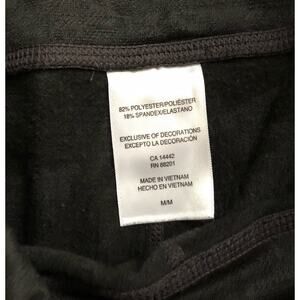 82% POLYESTER/POLIÉSTER
18% SPANDEX/ELASTANO
EXCLUSIVE OF DECORATIONS
EXCEPTO LA DECORACIÓN
CA 14442
RN 88201
MADE IN VIETNAM
HECHO EN VIETNAM
M/M